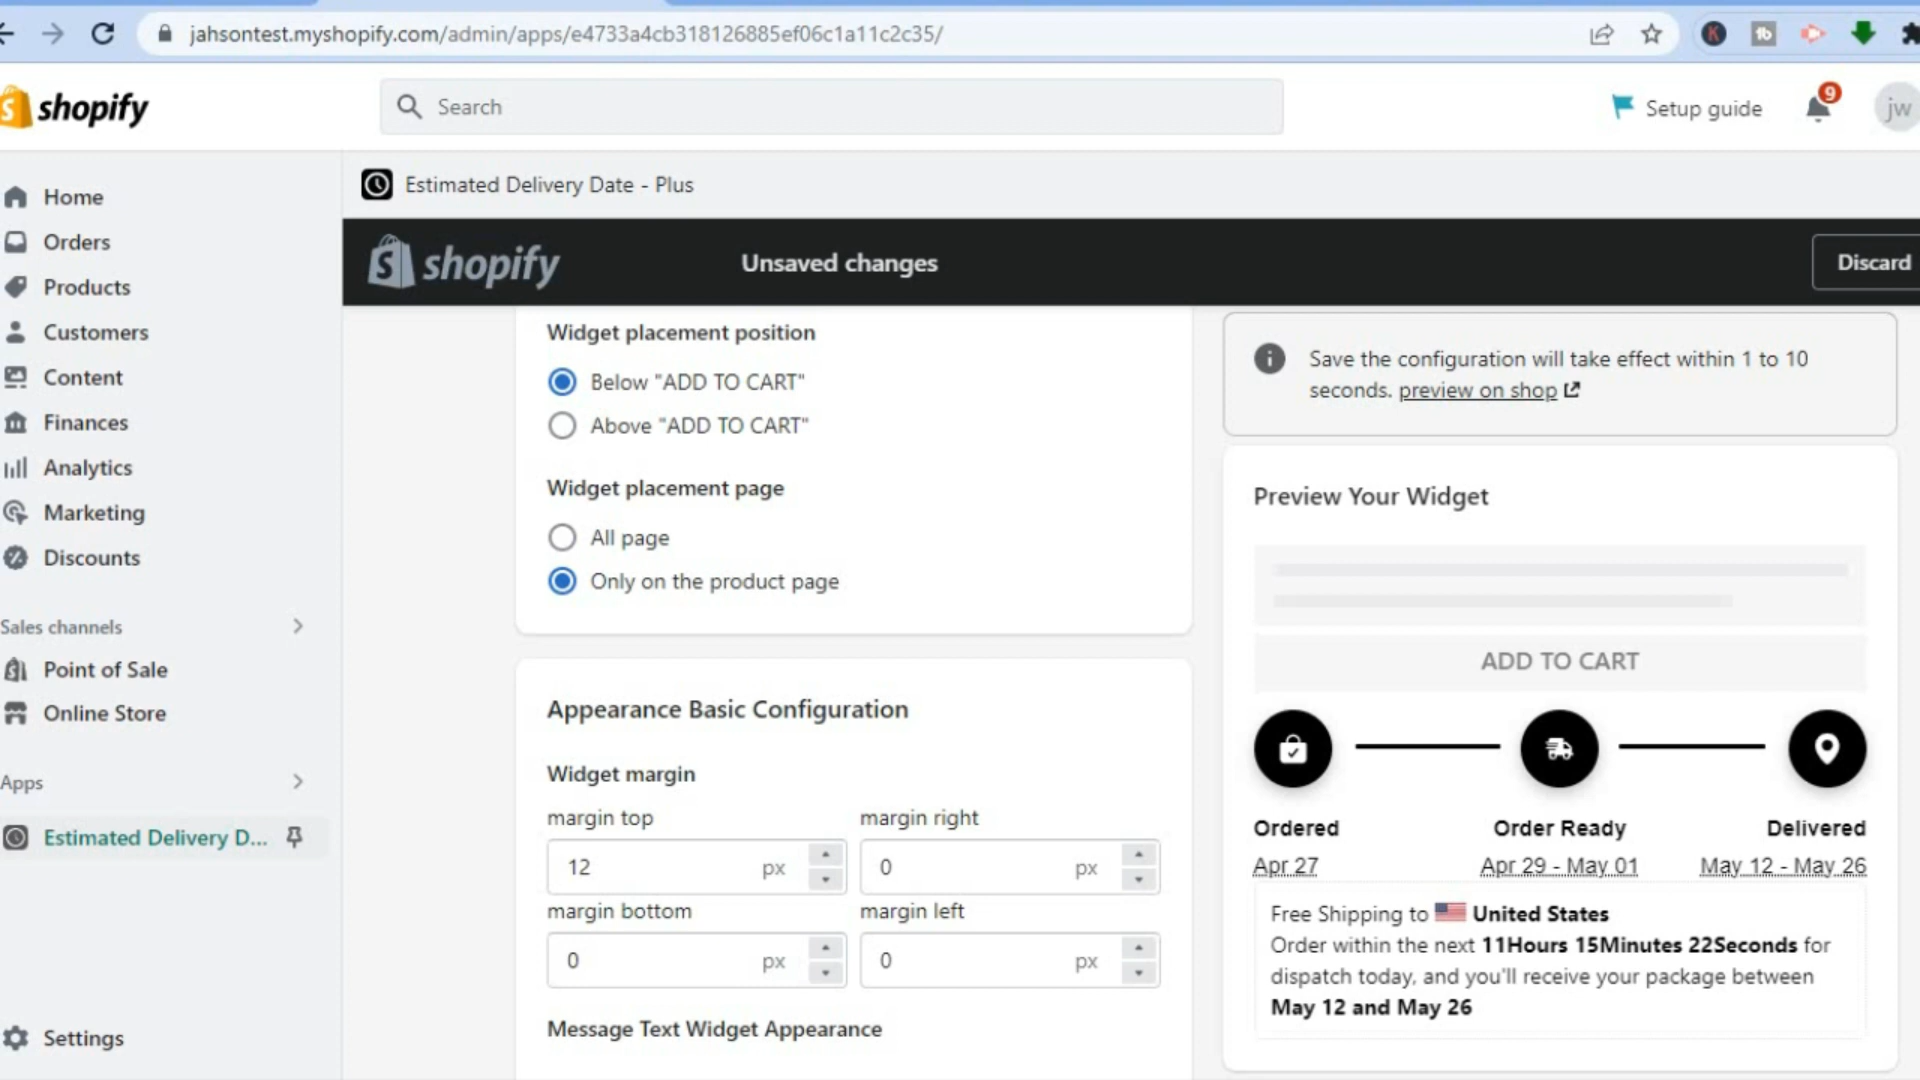 jahsontest.myshopify.com/admin/apps/e4733a4cb318126885ef06c1a11c2c35/
K
tb
shopify
Search
Setup guide
9
jw
Home
Orders
Products
Customers
Content
Finances
Analytics
Marketing
Discounts
Sales channels
Point of Sale
Online Store
Apps
Estimated Delivery D...
Settings
Estimated Delivery Date - Plus
shopify
Unsaved changes
Discard
Widget placement position
Below "ADD TO CART"
Above "ADD TO CART"
Widget placement page
All page
Only on the product page
Appearance Basic Configuration
Widget margin
margin top
margin right
12 px
0 px
margin bottom
margin left
0 px
0 px
Message Text Widget Appearance
Save the configuration will take effect within 1 to 10
seconds. preview on shop
Preview Your Widget
ADD TO CART
Ordered
Order Ready
Delivered
Apr 27
Apr 29 - May 01
May 12 - May 26
Free Shipping to United States
Order within the next 11Hours 15Minutes 22Seconds for
dispatch today, and you'll receive your package between
May 12 and May 26